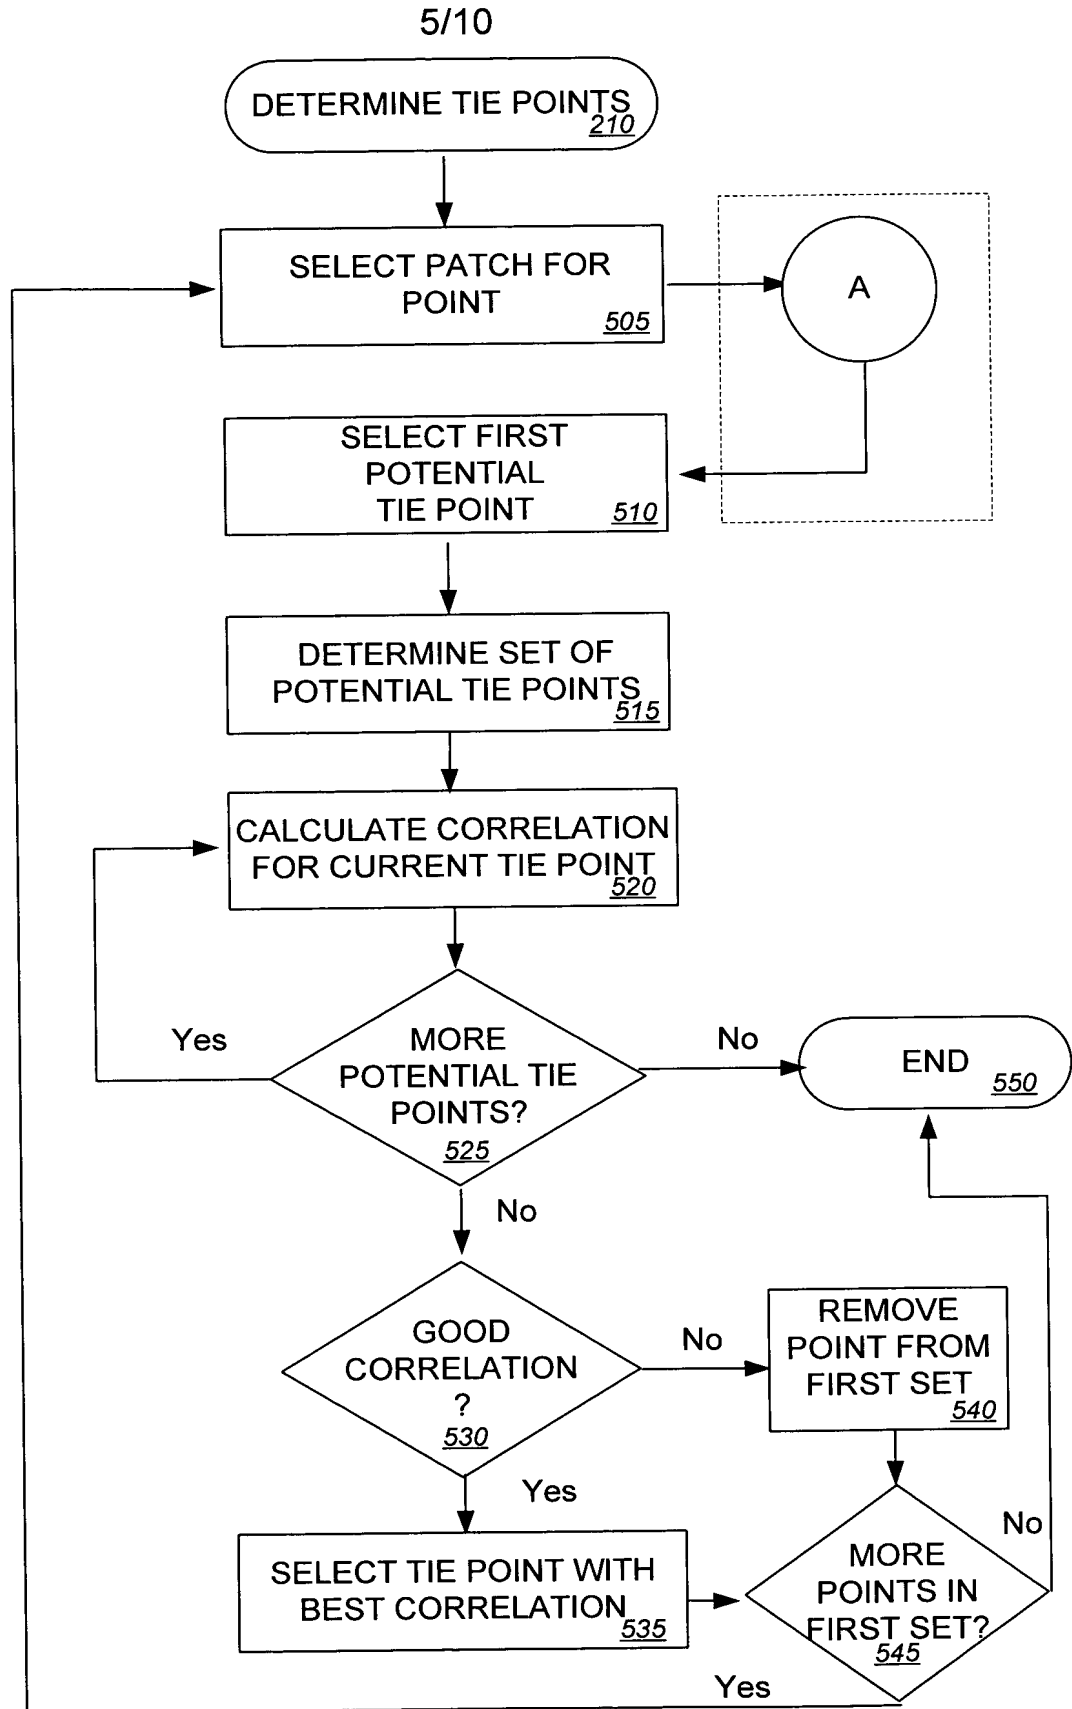 5/10
DETERMINE TIE POINTS
210
SELECT PATCH FOR
POINT
505
A
SELECT FIRST
POTENTIAL
TIE POINT
510
DETERMINE SET OF
POTENTIAL TIE POINTS
515
CALCULATE CORRELATION
FOR CURRENT TIE POINT
520
Yes
MORE
POTENTIAL TIE
POINTS?
525
No
END
550
No
GOOD
CORRELATION
?
530
No
REMOVE
POINT FROM
FIRST SET
540
Yes
SELECT TIE POINT WITH
BEST CORRELATION
535
MORE
POINTS IN
FIRST SET?
545
No
Yes